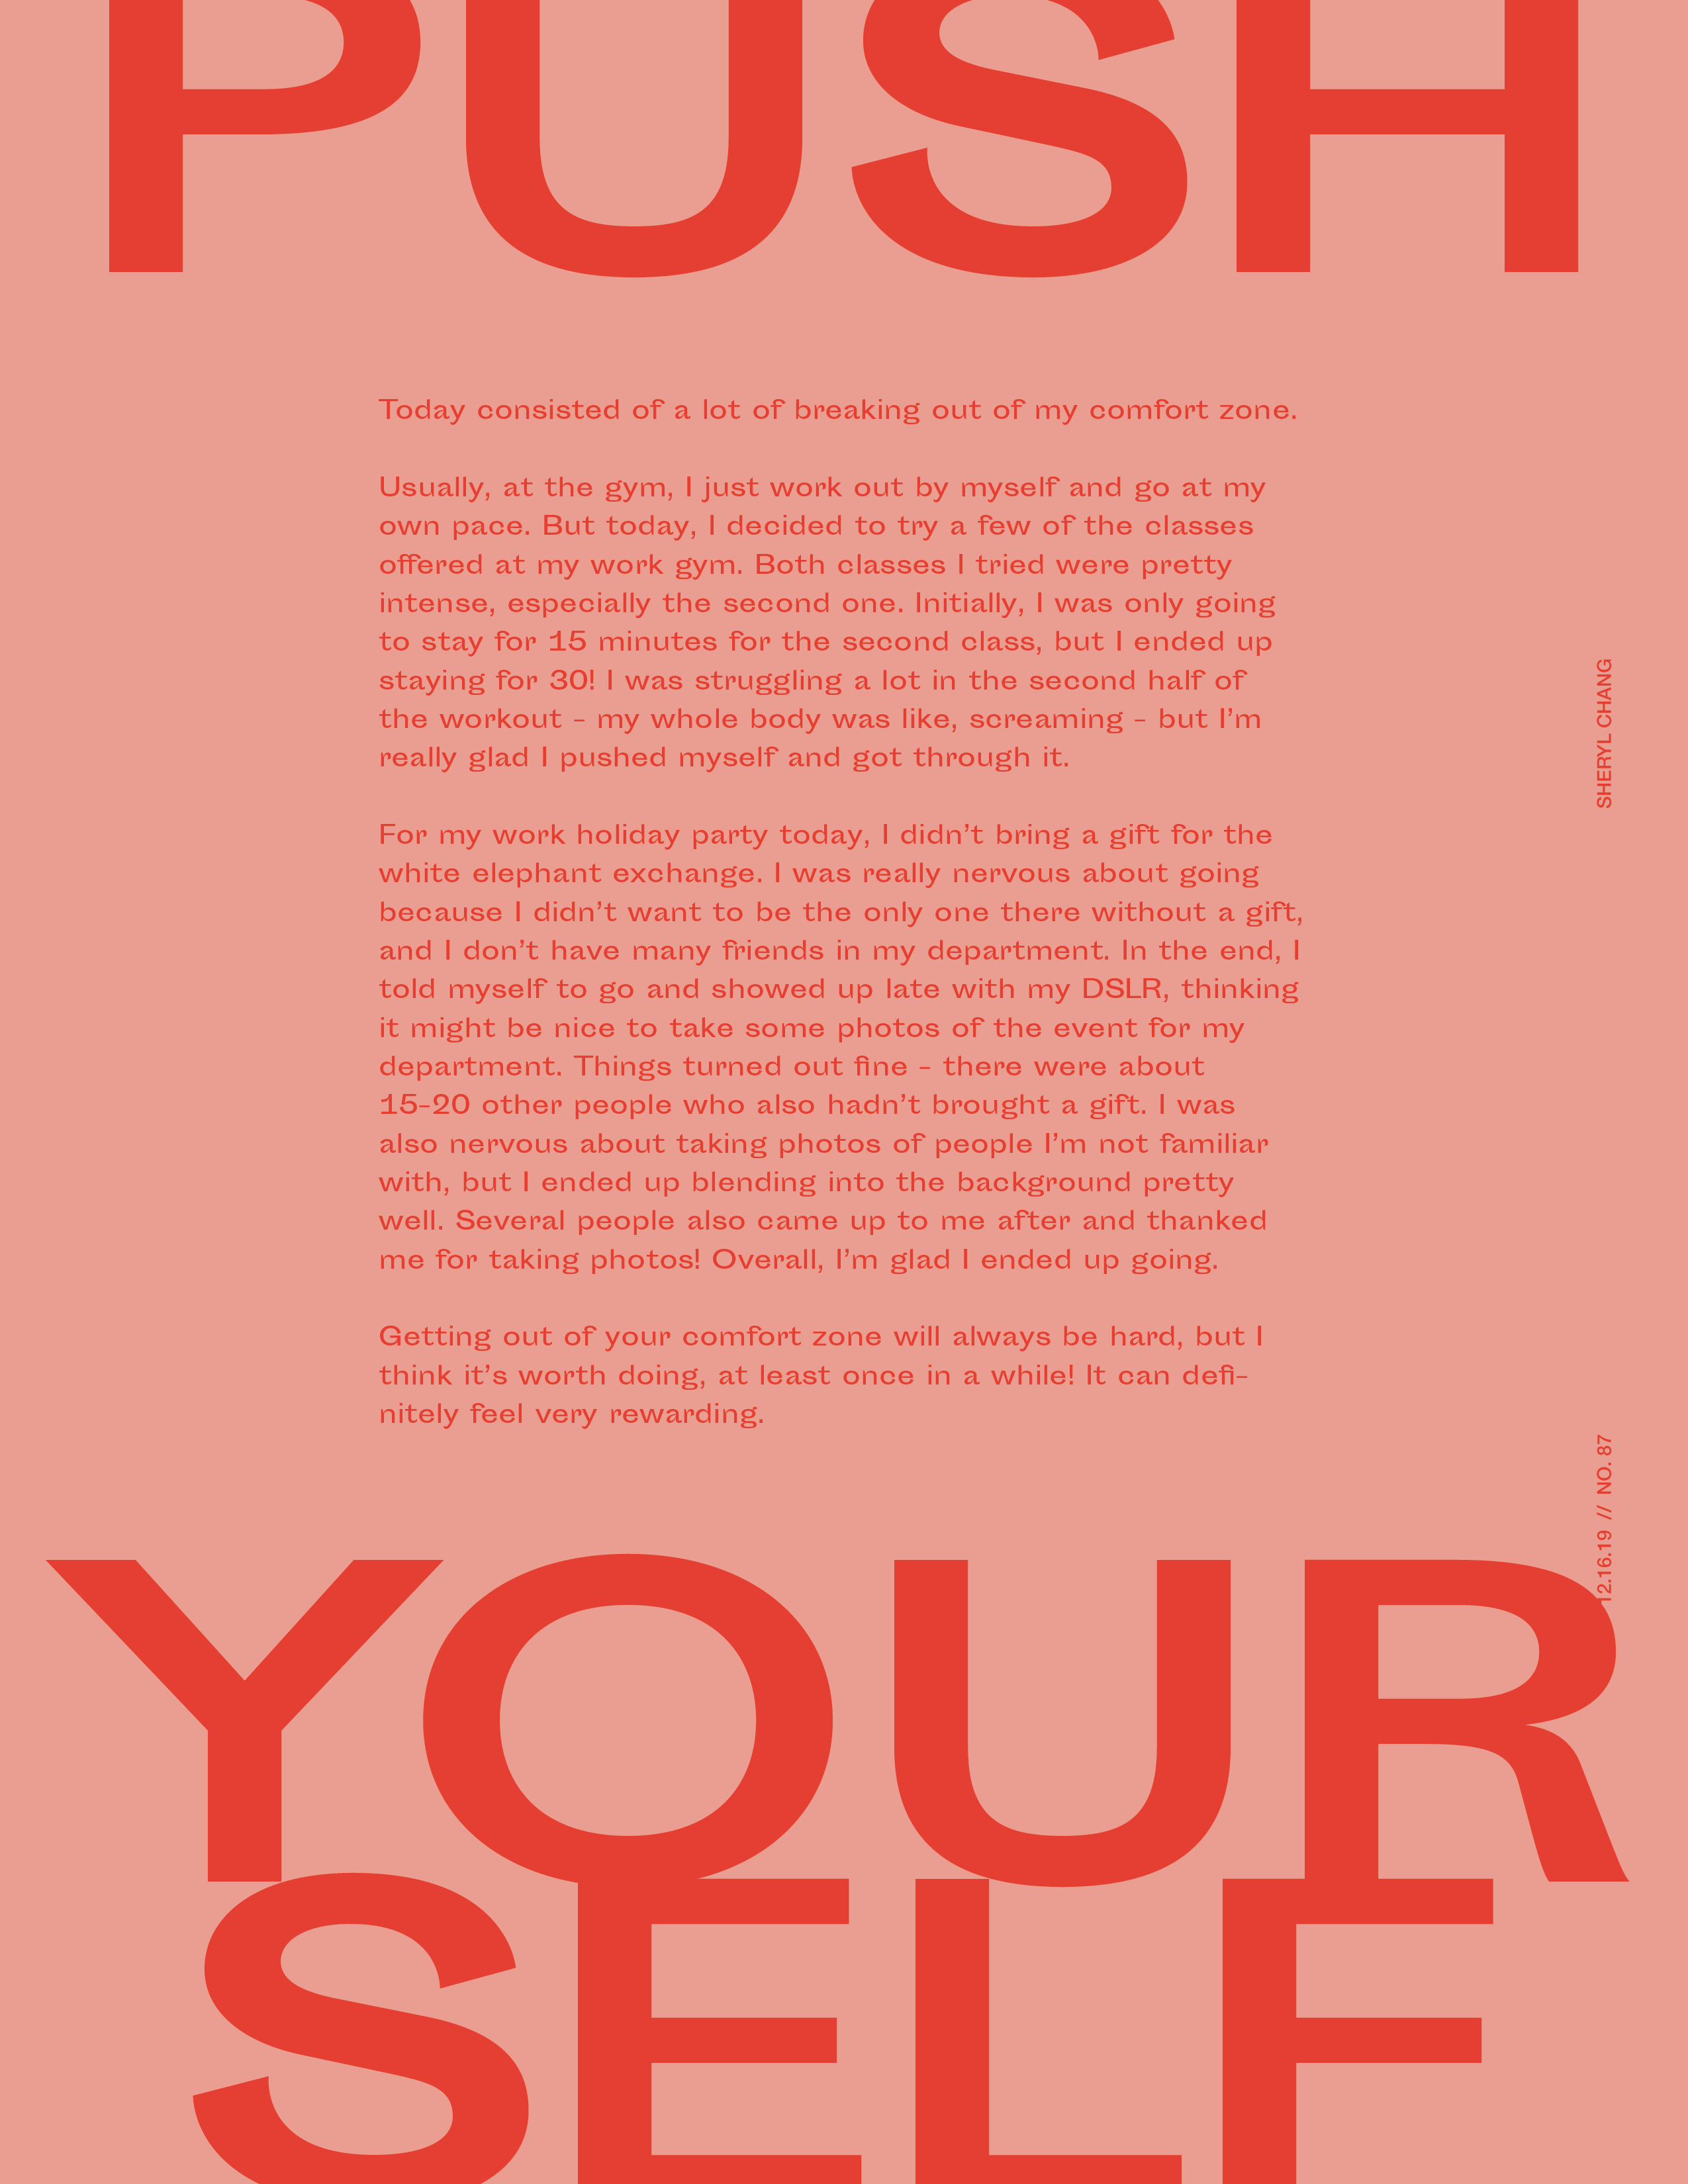 PUSH
Today consisted of a lot of breaking out of my comfort zone.
Usually, at the gym, I just work out by myself and go at my
own pace. But today, I decided to try a few of the classes
offered at my work gym. Both classes I tried were pretty
intense, especially the second one. Initially, I was only going
to stay for 15 minutes for the second class, but I ended up
staying for 30! I was struggling a lot in the second half of
the workout - my whole body was like, screaming - but I’m
really glad I pushed myself and got through it.
For my work holiday party today, I didn’t bring a gift for the
white elephant exchange. I was really nervous about going
because I didn’t want to be the only one there without a gift,
and I don’t have many friends in my department. In the end, I
told myself to go and showed up late with my DSLR, thinking
it might be nice to take some photos of the event for my
department. Things turned out fine - there were about
15-20 other people who also hadn’t brought a gift. I was
also nervous about taking photos of people I’m not familiar
with, but I ended up blending into the background pretty
well. Several people also came up to me after and thanked
me for taking photos! Overall, I’m glad I ended up going.
Getting out of your comfort zone will always be hard, but I
think it’s worth doing, at least once in a while! It can defi-
nitely feel very rewarding.
SHERYL CHANG
12.16.19 // NO. 87
YOUR
SELF